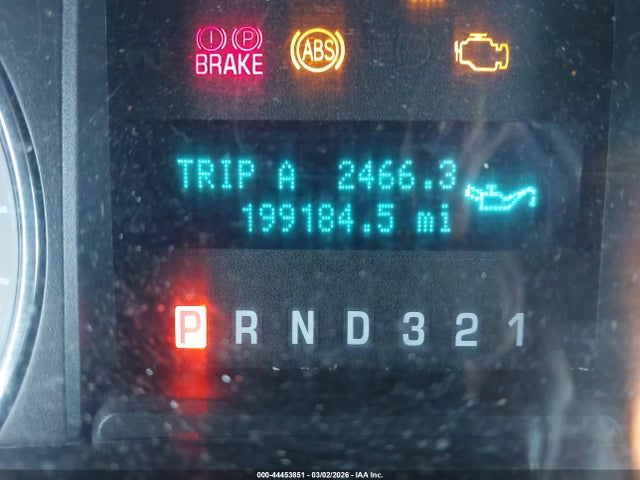 ! P
BRAKE ABS
TRIP A 2466.3
199184.5 mi
P R N D 3 2 1
000-44453851 - 03/02/2026 - IAA Inc.